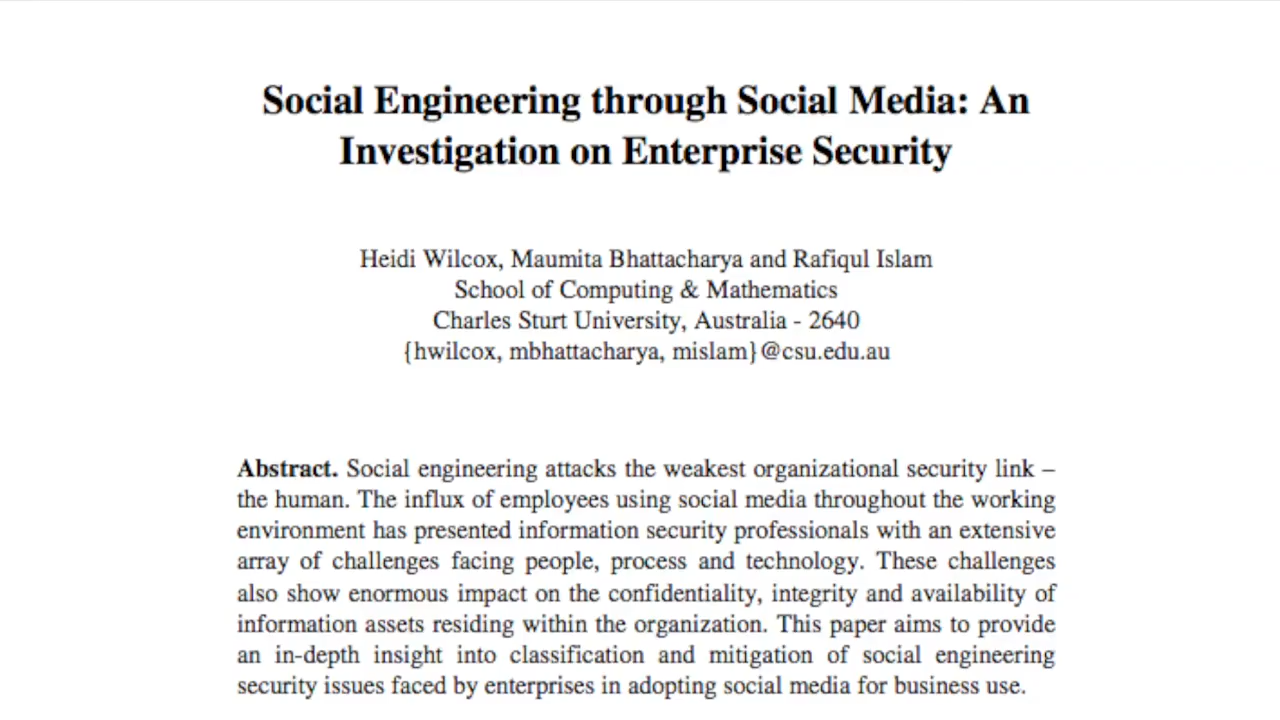 Social Engineering through Social Media: An
Investigation on Enterprise Security
Heidi Wilcox, Maumita Bhattacharya and Rafiqul Islam
School of Computing & Mathematics
Charles Sturt University, Australia - 2640
{hwilcox, mbhattacharya, mislam}@csu.edu.au
Abstract. Social engineering attacks the weakest organizational security link –
the human. The influx of employees using social media throughout the working
environment has presented information security professionals with an extensive
array of challenges facing people, process and technology. These challenges
also show enormous impact on the confidentiality, integrity and availability of
information assets residing within the organization. This paper aims to provide
an in-depth insight into classification and mitigation of social engineering
security issues faced by enterprises in adopting social media for business use.